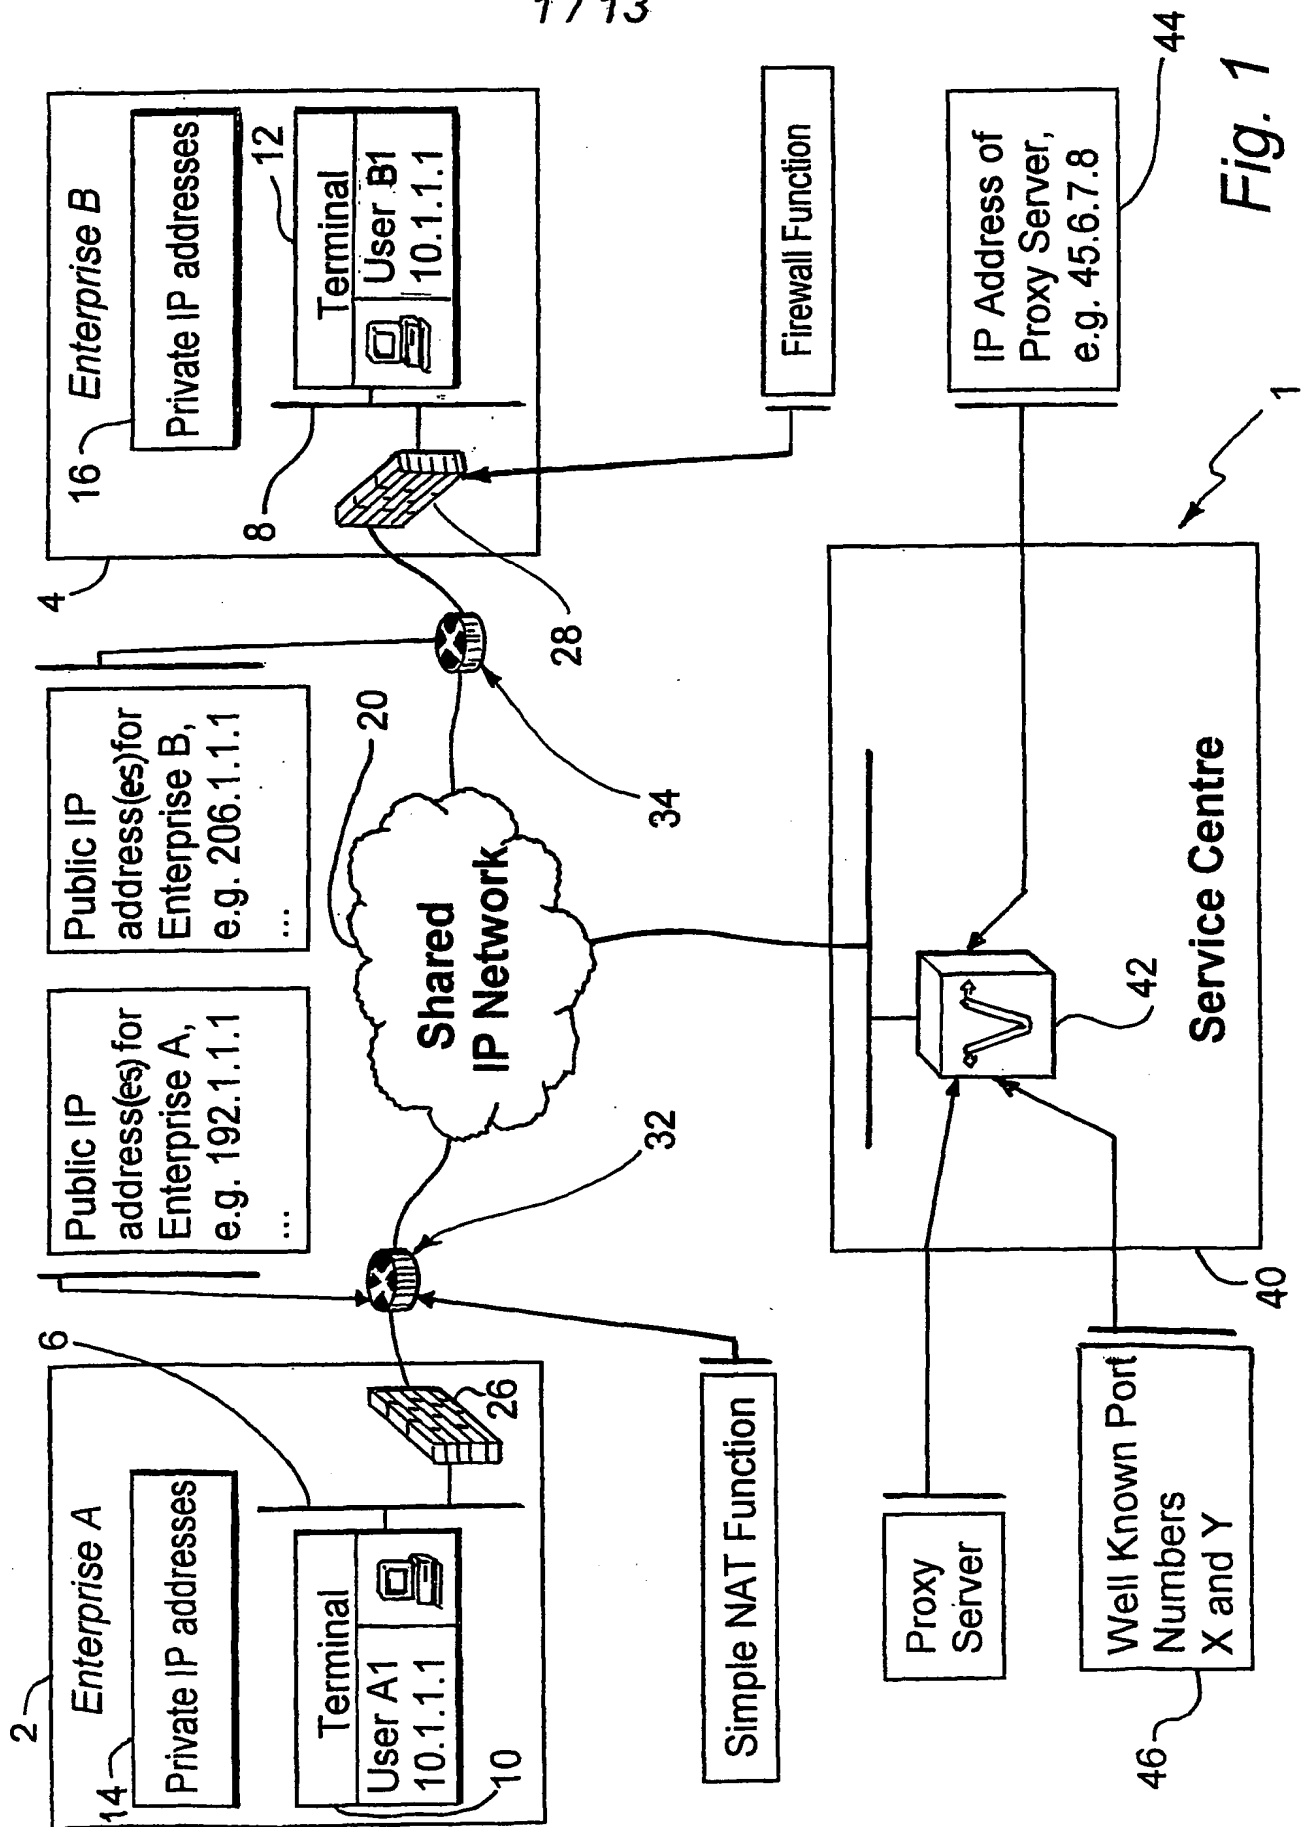 1/13
2
Enterprise A
14
Private IP addresses
Terminal
User A1
10.1.1.1
10
6
26
Public IP
address(es) for
Enterprise A,
e.g. 192.1.1.1
...
Public IP
address(es)for
Enterprise B,
e.g. 206.1.1.1
...
20
Shared
IP Network
32
34
4
Enterprise B
16
Private IP addresses
12
Terminal
User B1
10.1.1.1
8
28
Simple NAT Function
Firewall Function
Proxy
Server
Well Known Port
Numbers
X and Y
46
40
42
Service Centre
IP Address of
Proxy Server,
e.g. 45.6.7.8
44
1
Fig. 1